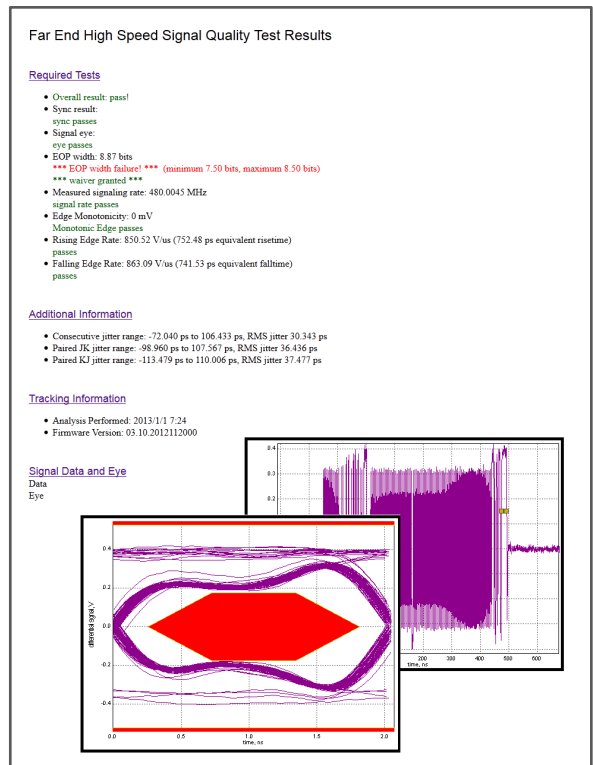 Far End High Speed Signal Quality Test Results
Required Tests
Overall result: pass!
Sync result:
sync passes
Signal eye:
eye passes
EOP width: 8.87 bits
*** EOP width failure! *** (minimum 7.50 bits, maximum 8.50 bits)
*** waiver granted ***
Measured signaling rate: 480.0045 MHz
signal rate passes
Edge Monotonicity: 0 mV
Monotonic Edge passes
Rising Edge Rate: 850.52 V/us (752.48 ps equivalent risetime)
passes
Falling Edge Rate: 863.09 V/us (741.53 ps equivalent falltime)
passes
Additional Information
Consecutive jitter range: -72.040 ps to 106.433 ps, RMS jitter 30.343 ps
Paired JK jitter range: -98.960 ps to 107.567 ps, RMS jitter 36.436 ps
Paired KJ jitter range: -113.479 ps to 110.006 ps, RMS jitter 37.477 ps
Tracking Information
Analysis Performed: 2013/1/1 7:24
Firmware Version: 03.10.2012112000
Signal Data and Eye
Data
Eye
0.4
0.3
0.2
200 300 400 500 600
time, ns
0.4
0.2
0.0
-0.2
-0.4
differential signal, V
0.0 0.5 1.0 1.5 2.0
time, ns